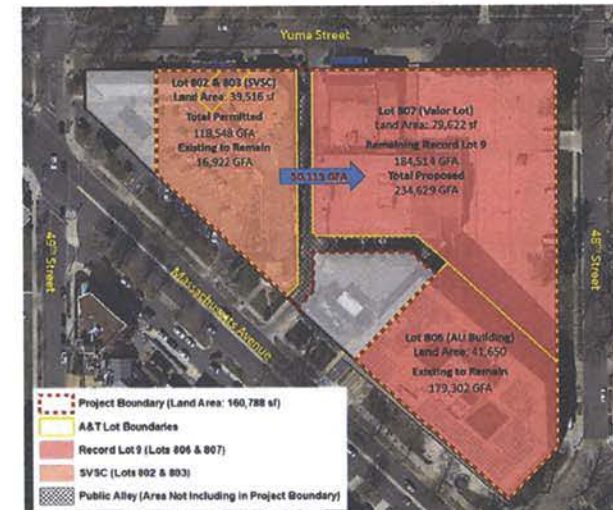 Yuma Street
Lot 802 & 803 (SVSC)
Land Area: 39,516 sf
Total Permitted
118,548 GFA
Existing to Remain
16,922 GFA
50,115 GFA
Lot 807 (Valor Lot)
Land Area: 79,622 sf
Remaining Record Lot 9
184,514 GFA
Total Proposed
234,629 GFA
49th Street
48th Street
Massachusetts Avenue
Lot 806 (AU Building)
Land Area: 41,650
Existing to Remain
179,302 GFA
Project Boundary (Land Area: 160,788 sf)
A&T Lot Boundaries
Record Lot 9 (Lots 806 & 807)
SVSC (Lots 802 & 803)
Public Alley (Area Not Including in Project Boundary)